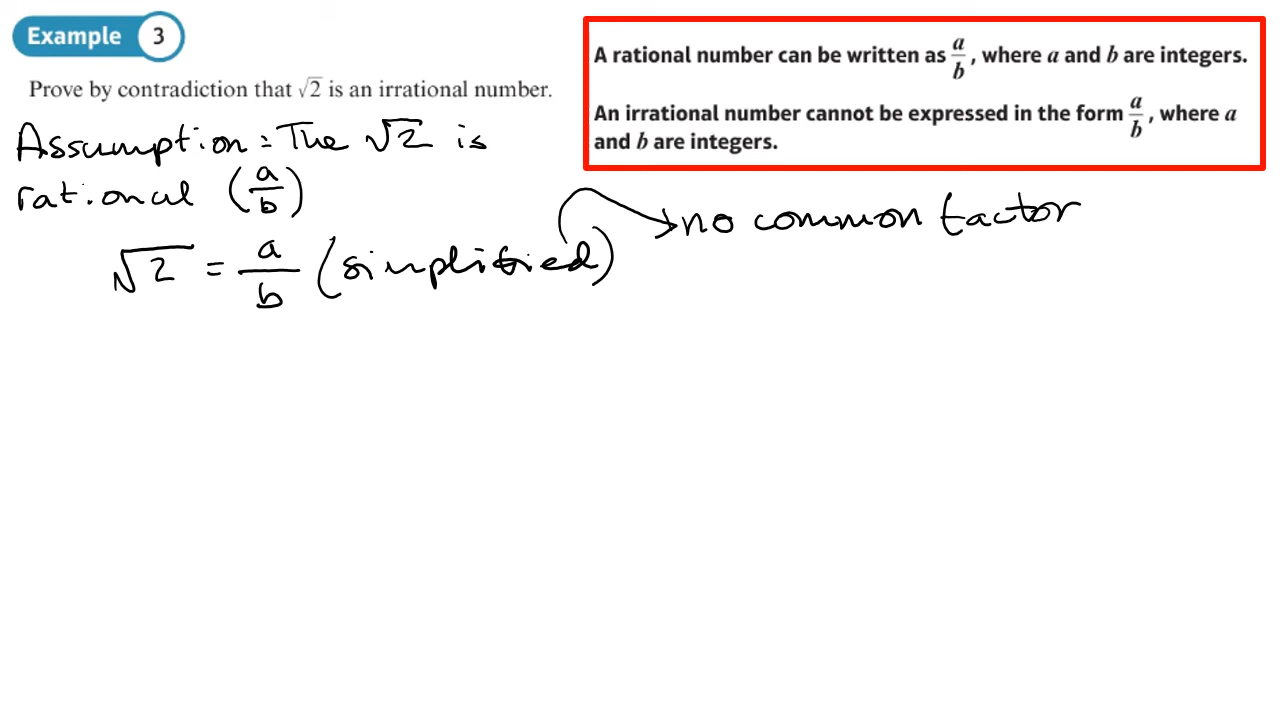 Example 3
Prove by contradiction that √2 is an irrational number.
A rational number can be written as a/b, where a and b are integers.
An irrational number cannot be expressed in the form a/b, where a
and b are integers.
Assumption = The √2 is
rational (a/b)
√2 = a/b (simplified)
no common factor